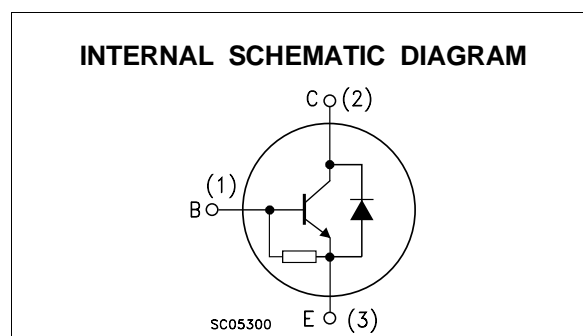 INTERNAL SCHEMATIC DIAGRAM
C (2)
(1)
B
SC05300
E (3)